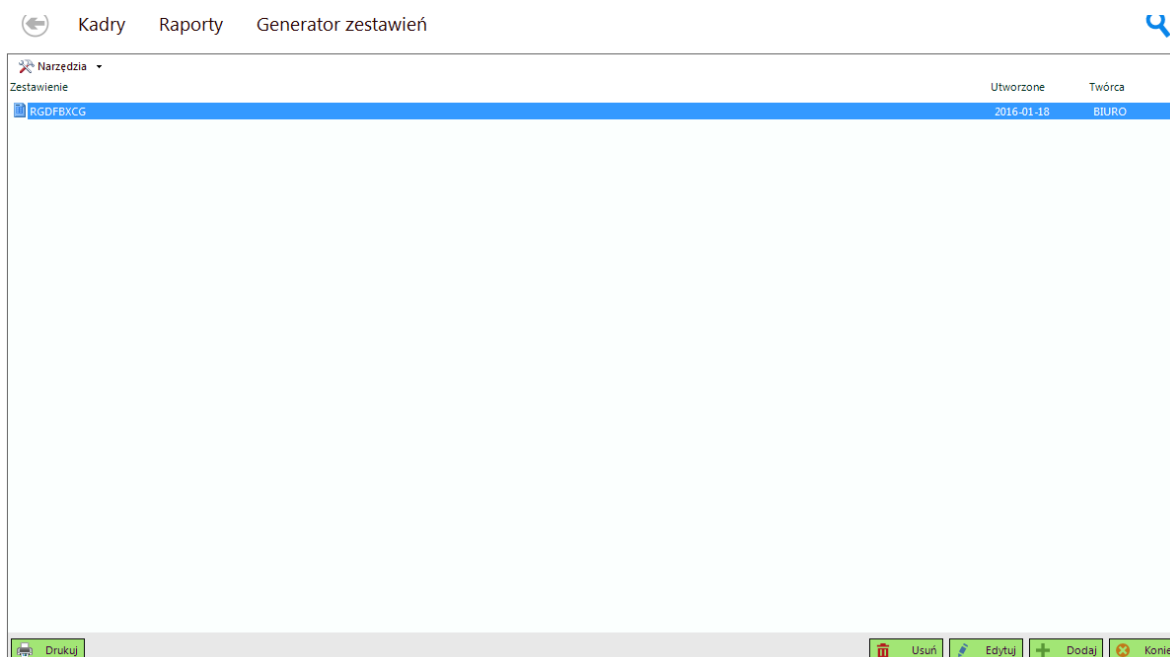 Kadry Raporty Generator zestawień
Narzędzia
Zestawienie Utworzone Twórca
RGDFBXCG 2016-01-18 BIURO
Drukuj Usuń Edytuj Dodaj